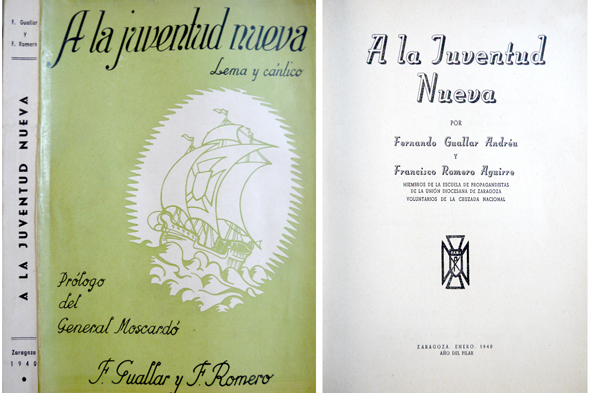 F. Guallar
y
F. Romero
A LA JUVENTUD NUEVA
Zaragoza
1940
A la juventud nueva
Lema y cántico
Prólogo
del
General Moscardó
F. Guallar y F. Romero
A la Juventud
Nueva
POR
Fernando Guallar Andréu
Y
Francisco Romero Aguirre
MIEMBROS DE LA ESCUELA DE PROPAGANDISTAS
DE LA UNIÓN DIOCESANA DE ZARAGOZA
VOLUNTARIOS DE LA CRUZADA NACIONAL
ZARAGOZA ENERO 1940
AÑO DEL PILAR